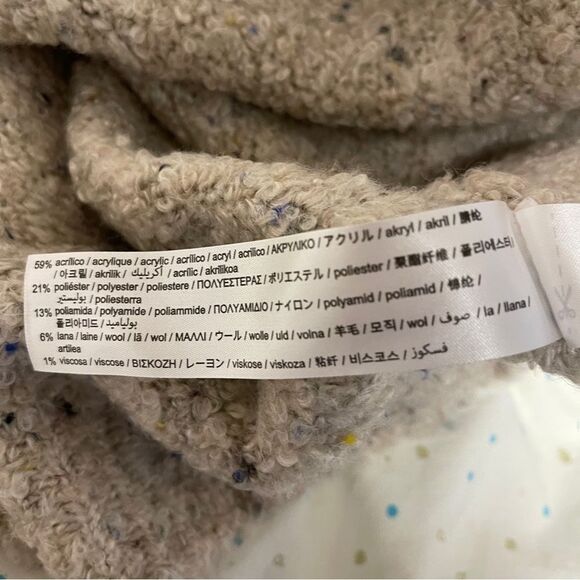 59% acrílico / acrylique / acrylic / acrílico / acryl / acrilico / ΑΚΡΥΛΙΚΟ / アクリル / akryl / akril / 腈纶
/ 아크릴 / akrilik / أكريليك / acrílic / akrilikoa
21% poliéster / polyester / poliestere / ΠΟΛΥΕΣΤΕΡΑΣ / ポリエステル / poliester / 聚酯纤维 / 폴리에스터 /
بوليستير / poliesterra
13% poliamida / polyamide / poliammide / ΠΟΛΥΑΜΙΔΙΟ / ナイロン / polyamid / poliamid / 锦纶 /
폴리아미드 / بولياميد
6% lana / laine / wool / lã / wol / ΜΑΛΛΙ / ウール / wolle / uld / volna / 羊毛 / 모직 / wol / صوف / la / llana /
artilea
1% viscosa / viscose / ΒΙΣΚΟΖΗ / レーヨン / viskose / viskoza / 粘纤 / 비스코스 / فسكوز